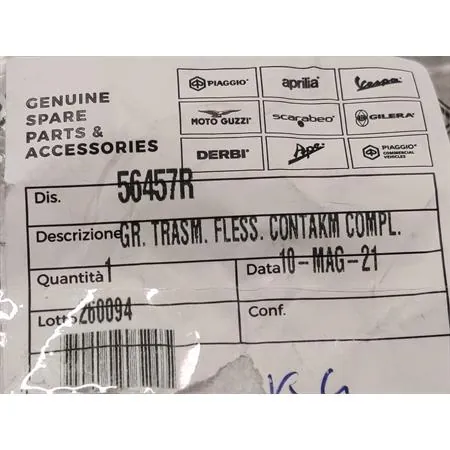 GENUINE
SPARE
PARTS &
ACCESSORIES
PIAGGIO® aprilia Vespa
MOTO GUZZI® scarabeo® GILERA
DERBI® Ape PIAGGIO® COMMERCIAL VEHICLES
Dis. 56457R
Descrizione GR. TRASM. FLESS. CONTAKM COMPL.
Quantità 1 Data 10-MAG-21
Lotto 260094 Conf.